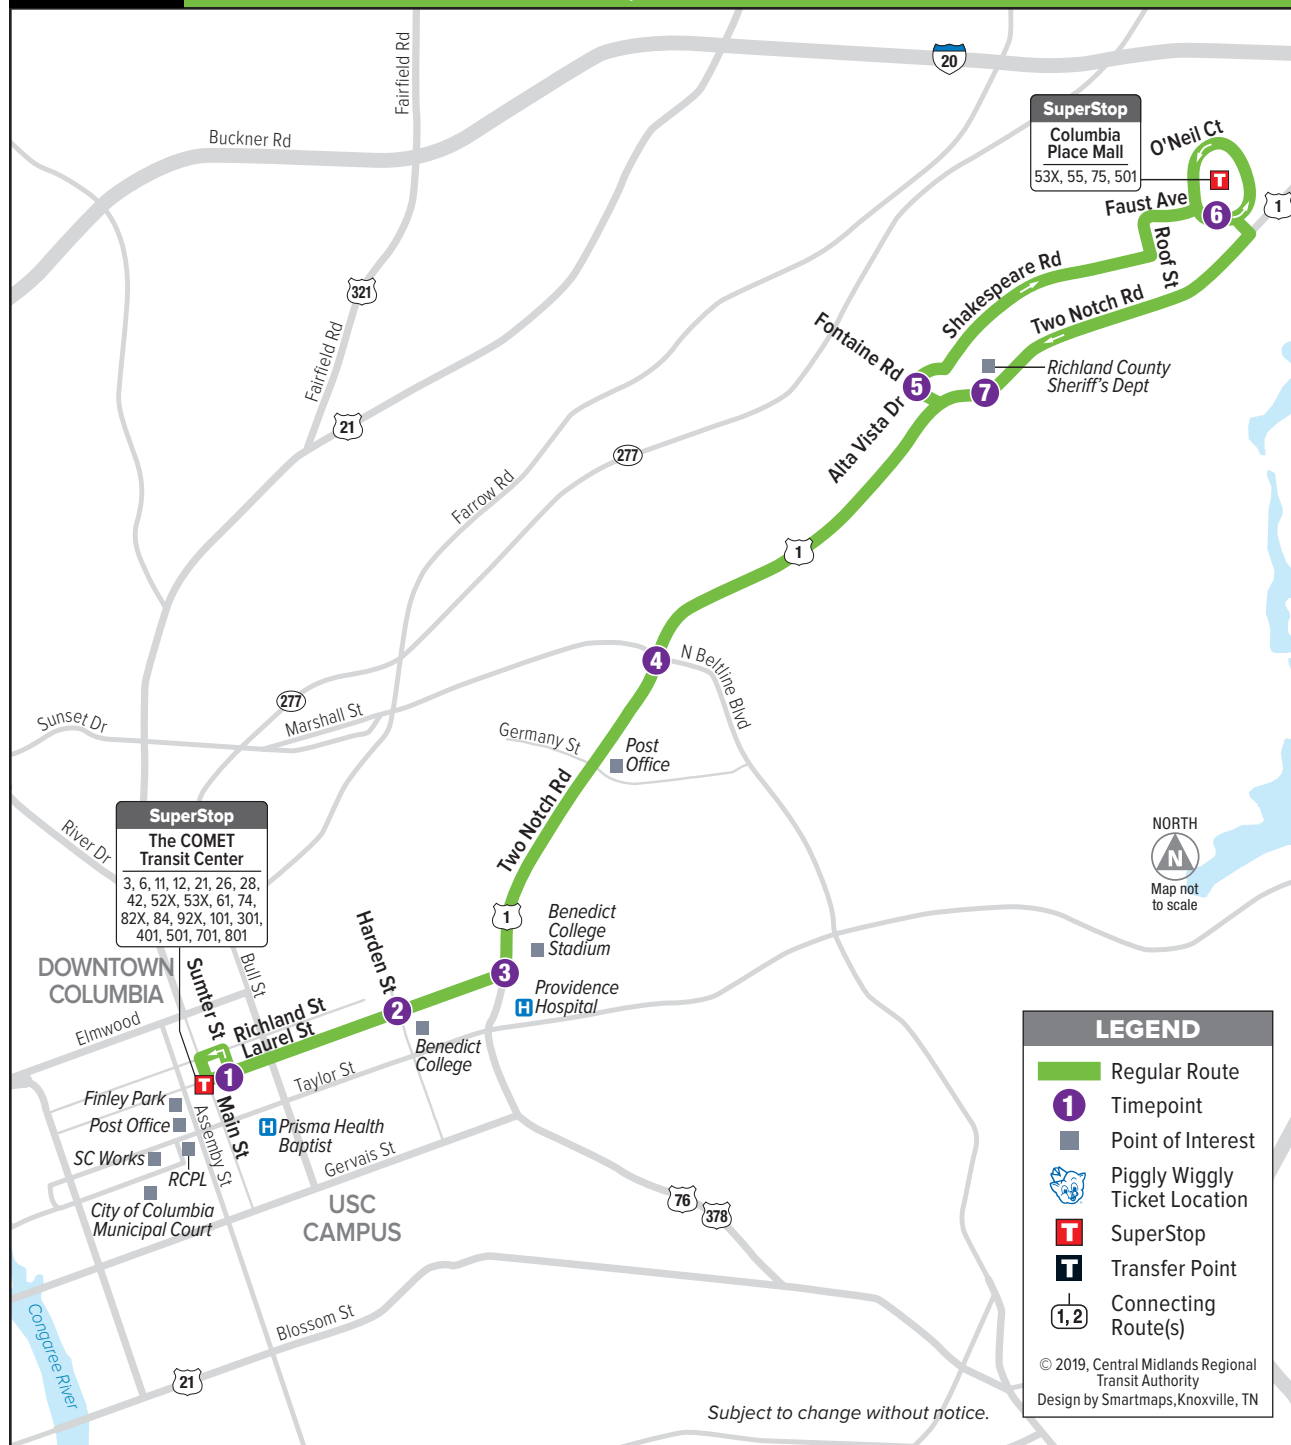 Fairfield Rd
20
Buckner Rd
SuperStop
Columbia
Place Mall
53X, 55, 75, 501
O'Neil Ct
T
Faust Ave
6
1
Roof St
Shakespeare Rd
Two Notch Rd
321
Fairfield Rd
21
Fontaine Rd
5
7
Richland County
Sheriff's Dept
Alta Vista Dr
277
Farrow Rd
1
4
N Beltline Blvd
277
Marshall St
Sunset Dr
Germany St
Post
Office
Two Notch Rd
River Dr
SuperStop
The COMET
Transit Center
3, 6, 11, 12, 21, 26, 28,
42, 52X, 53X, 61, 74,
82X, 84, 92X, 101, 301,
401, 501, 701, 801
NORTH
N
Map not
to scale
1
Benedict
College
Stadium
3
Harden St
2
Providence
H Hospital
DOWNTOWN
COLUMBIA
Sumter St
Bull St
Elmwood
Richland St
Laurel St
Benedict
College
T
1
Taylor St
Main St
Assemby St
Finley Park
Post Office
H Prisma Health
Baptist
SC Works
RCPL
Gervais St
City of Columbia
Municipal Court
USC
CAMPUS
76
378
Blossom St
Congaree River
21
LEGEND
Regular Route
1 Timepoint
Point of Interest
Piggly Wiggly
Ticket Location
T SuperStop
T Transfer Point
1, 2 Connecting
Route(s)
© 2019, Central Midlands Regional
Transit Authority
Design by Smartmaps,Knoxville, TN
Subject to change without notice.